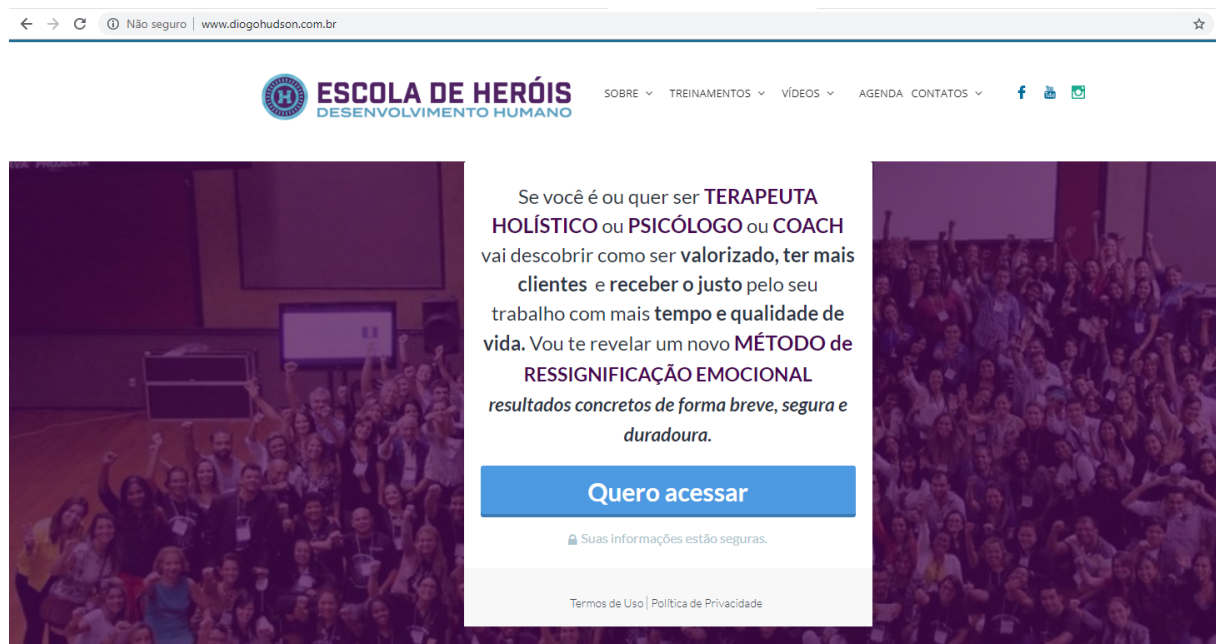 Não seguro | www.diogohudson.com.br
ESCOLA DE HERÓIS
DESENVOLVIMENTO HUMANO
SOBRE TREINAMENTOS VÍDEOS AGENDA CONTATOS
Se você é ou quer ser TERAPEUTA
HOLÍSTICO ou PSICÓLOGO ou COACH
vai descobrir como ser valorizado, ter mais
clientes e receber o justo pelo seu
trabalho com mais tempo e qualidade de
vida. Vou te revelar um novo MÉTODO de
RESSIGNIFICAÇÃO EMOCIONAL
resultados concretos de forma breve, segura e
duradoura.
Quero acessar
Suas informações estão seguras.
Termos de Uso | Política de Privacidade